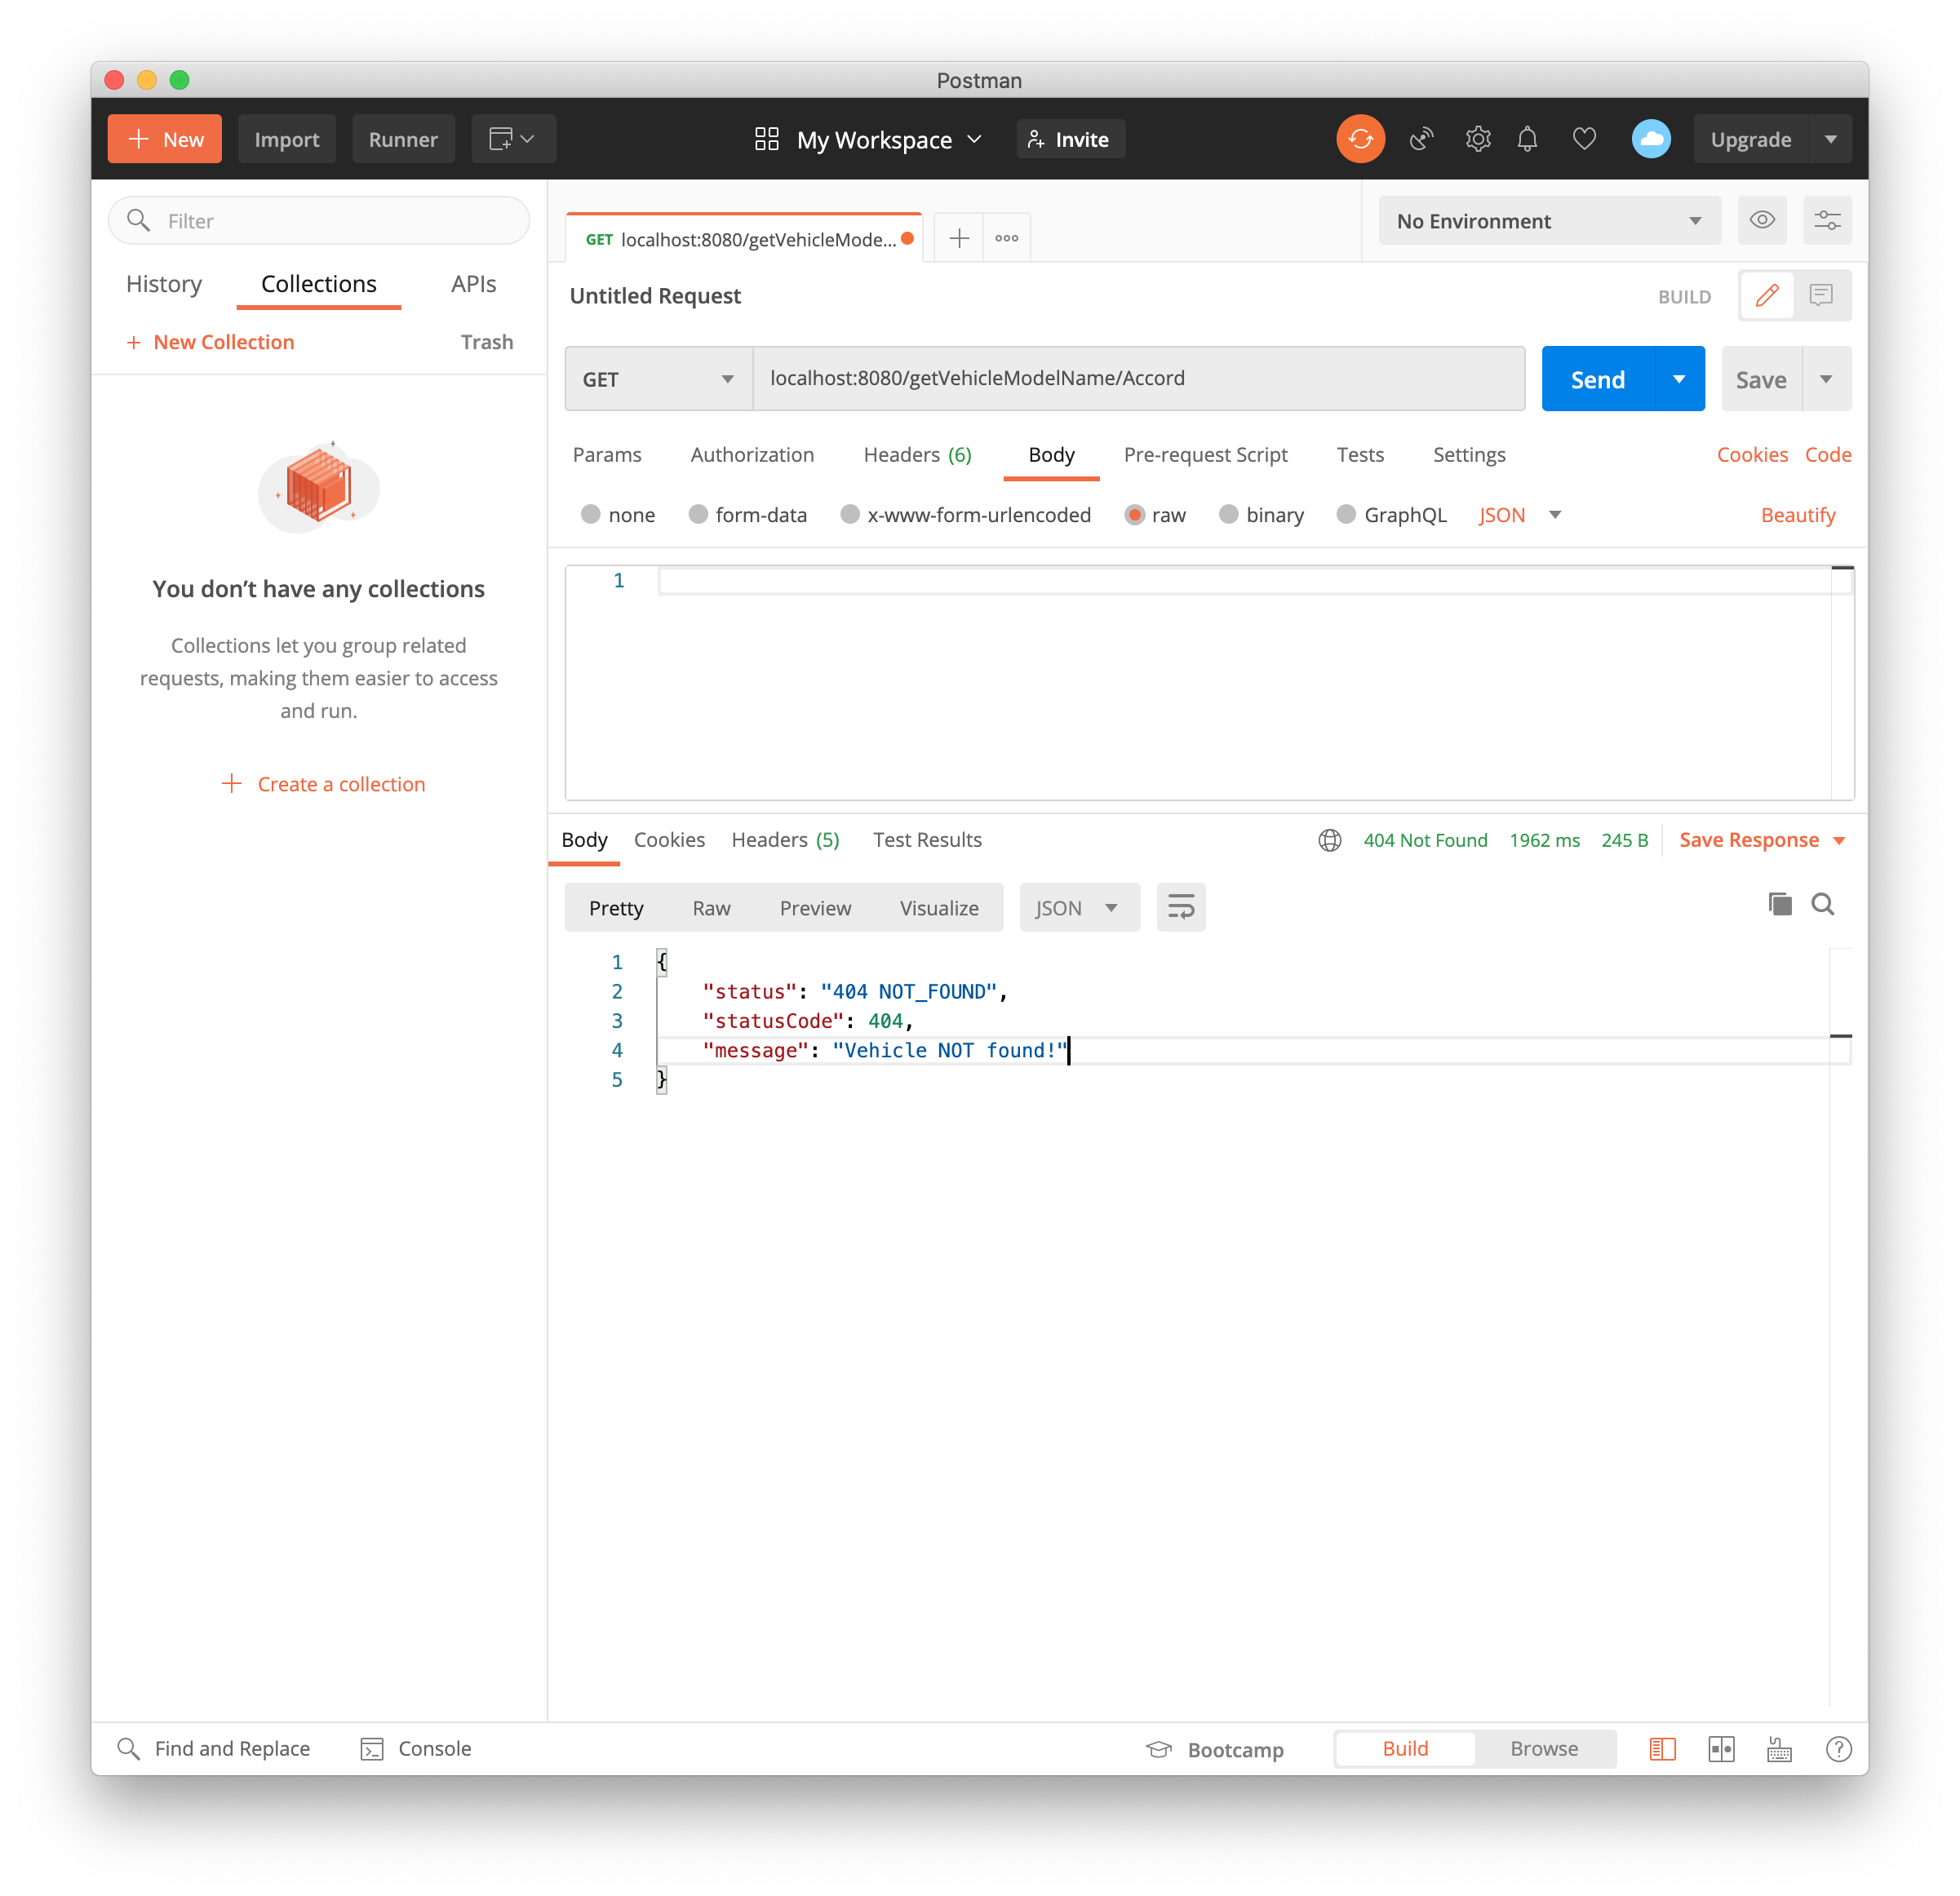 Postman
New
Import
Runner
My Workspace
Invite
Upgrade
Filter
History
Collections
APIs
+ New Collection
Trash
You don’t have any collections
Collections let you group related
requests, making them easier to access
and run.
+ Create a collection
GET localhost:8080/getVehicleMode...
No Environment
Untitled Request
BUILD
GET
localhost:8080/getVehicleModelName/Accord
Send
Save
Params
Authorization
Headers (6)
Body
Pre-request Script
Tests
Settings
Cookies
Code
none
form-data
x-www-form-urlencoded
raw
binary
GraphQL
JSON
Beautify
1
Body
Cookies
Headers (5)
Test Results
404 Not Found
1962 ms
245 B
Save Response
Pretty
Raw
Preview
Visualize
JSON
1 {
2 "status": "404 NOT_FOUND",
3 "statusCode": 404,
4 "message": "Vehicle NOT found!"
5 }
Find and Replace
Console
Bootcamp
Build
Browse